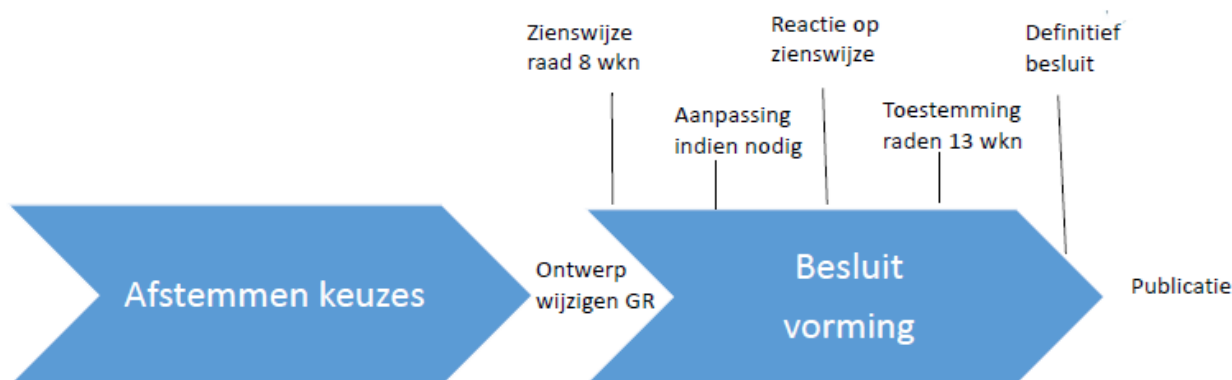 Zienswijze
raad 8 wkn
Aanpassing
indien nodig
Reactie op
zienswijze
Toestemming
raden 13 wkn
Definitief
besluit
Afstemmen keuzes
Ontwerp
wijzigen GR
Besluit
vorming
Publicatie